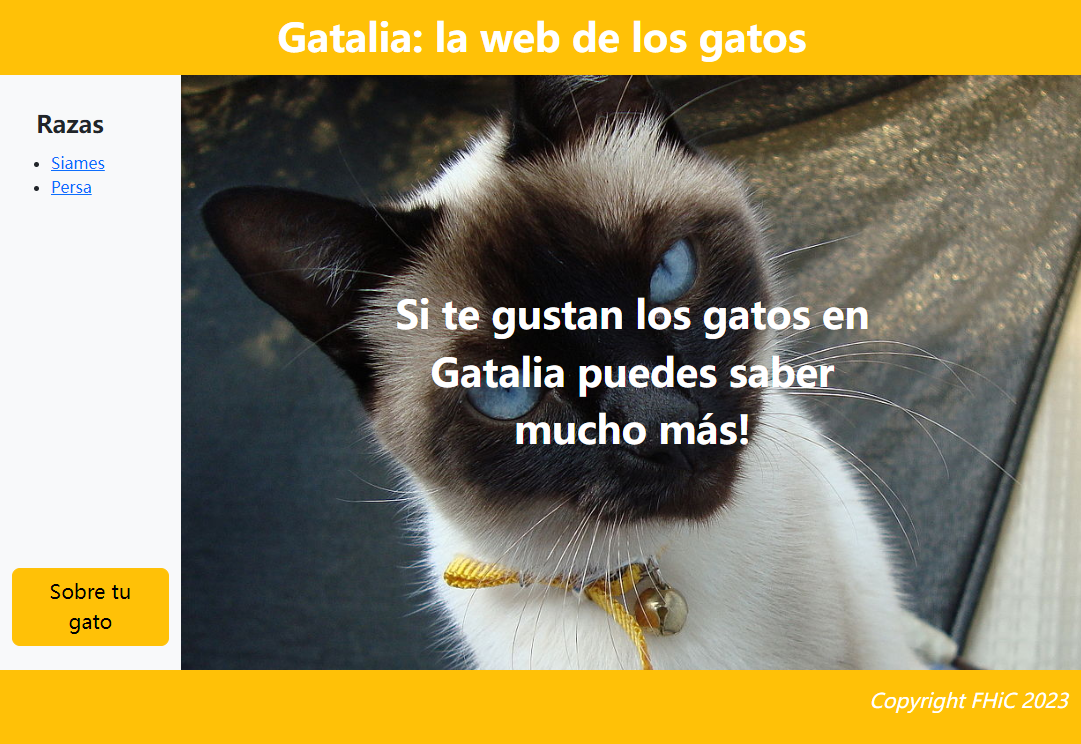 Gatalia: la web de los gatos
Razas
Siames
Persa
Si te gustan los gatos en
Gatalia puedes saber
mucho más!
Sobre tu
gato
Copyright FHiC 2023